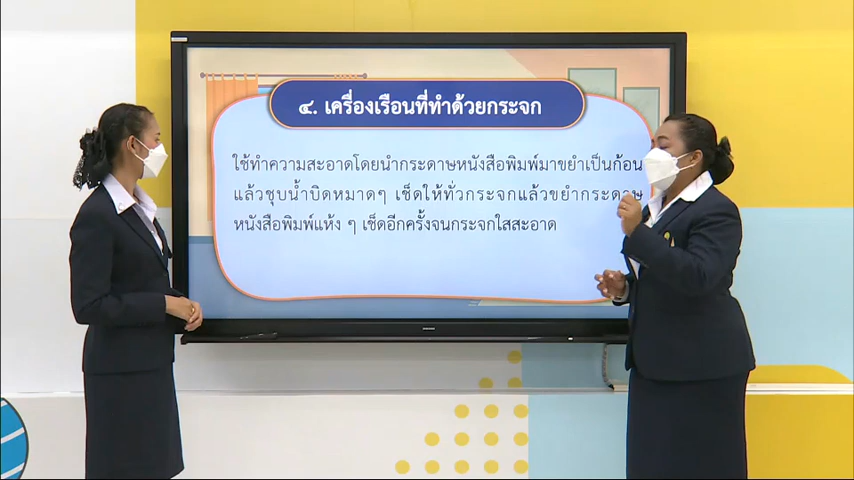 ๔. เครื่องเรือนที่ทำด้วยกระจก
ใช้ทำความสะอาดโดยนำกระดาษหนังสือพิมพ์มาขยำเป็นก้อน
แล้วชุบน้ำบิดหมาดๆ เช็ดให้ทั่วกระจกแล้วขยำกระดาษ
หนังสือพิมพ์แห้ง ๆ เช็ดอีกครั้งจนกระจกใสสะอาด